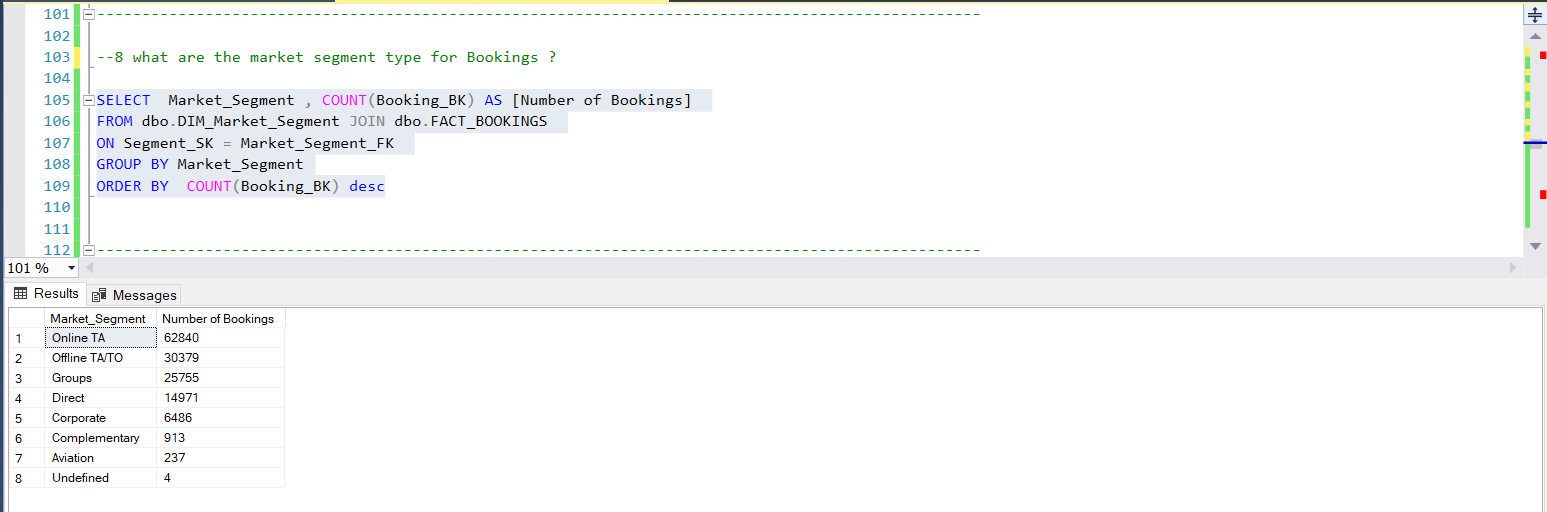 101 ----------------------------------------------------------------------------------------------------
102
103 --8 what are the market segment type for Bookings ?
104
105 SELECT  Market_Segment , COUNT(Booking_BK) AS [Number of Bookings]
106 FROM dbo.DIM_Market_Segment JOIN dbo.FACT_BOOKINGS
107 ON Segment_SK = Market_Segment_FK
108 GROUP BY Market_Segment
109 ORDER BY  COUNT(Booking_BK) desc
110
111
112 ----------------------------------------------------------------------------------------------------
101 %
Results Messages
Market_Segment Number of Bookings
1 Online TA 62840
2 Offline TA/TO 30379
3 Groups 25755
4 Direct 14971
5 Corporate 6486
6 Complementary 913
7 Aviation 237
8 Undefined 4